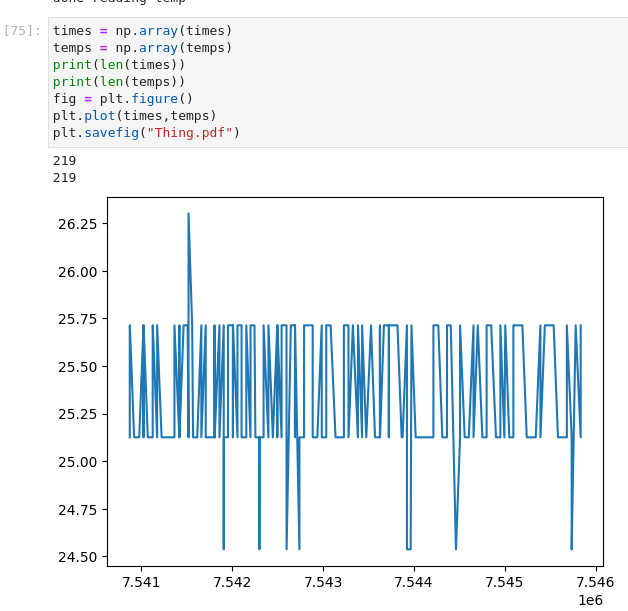 done reading temp
[75]: times = np.array(times)
temps = np.array(temps)
print(len(times))
print(len(temps))
fig = plt.figure()
plt.plot(times,temps)
plt.savefig("Thing.pdf")
219
219
26.25
26.00
25.75
25.50
25.25
25.00
24.75
24.50
7.541 7.542 7.543 7.544 7.545 7.546
1e6